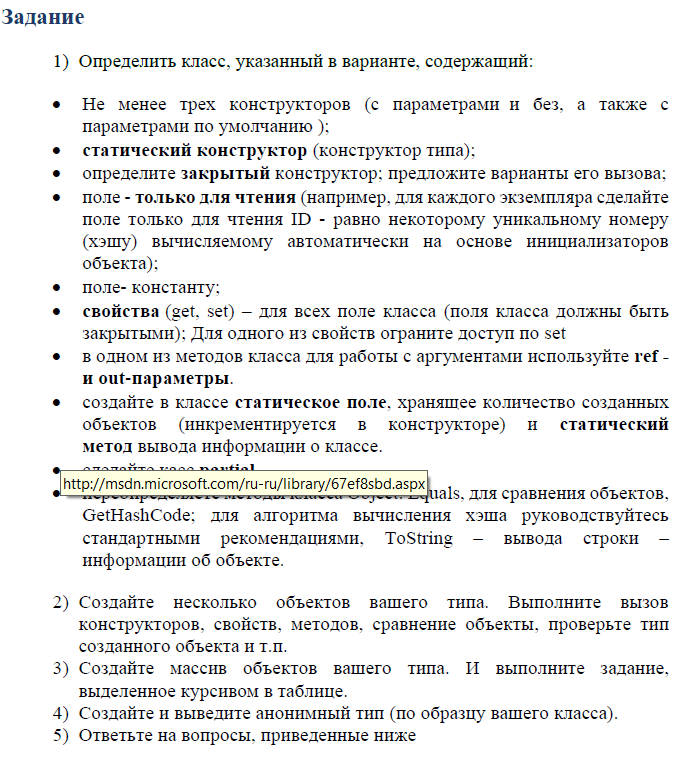 Задание
1) Определить класс, указанный в варианте, содержащий:
• Не менее трех конструкторов (с параметрами и без, а также с
параметрами по умолчанию );
• статический конструктор (конструктор типа);
• определите закрытый конструктор; предложите варианты его вызова;
• поле - только для чтения (например, для каждого экземпляра сделайте
поле только для чтения ID - равно некоторому уникальному номеру
(хэшу) вычисляемому автоматически на основе инициализаторов
объекта);
• поле- константу;
• свойства (get, set) – для всех поле класса (поля класса должны быть
закрытыми); Для одного из свойств ограните доступ по set
• в одном из методов класса для работы с аргументами используйте ref -
и out-параметры.
• создайте в классе статическое поле, хранящее количество созданных
объектов (инкрементируется в конструкторе) и статический
метод вывода информации о классе.
• сделайте касс partial
http://msdn.microsoft.com/ru-ru/library/67ef8sbd.aspx
• переопределяете методы класса Object: Equals, для сравнения объектов,
GetHashCode; для алгоритма вычисления хэша руководствуйтесь
стандартными рекомендациями, ToString – вывода строки –
информации об объекте.
2) Создайте несколько объектов вашего типа. Выполните вызов
конструкторов, свойств, методов, сравнение объекты, проверьте тип
созданного объекта и т.п.
3) Создайте массив объектов вашего типа. И выполните задание,
выделенное курсивом в таблице.
4) Создайте и выведите анонимный тип (по образцу вашего класса).
5) Ответьте на вопросы, приведенные ниже